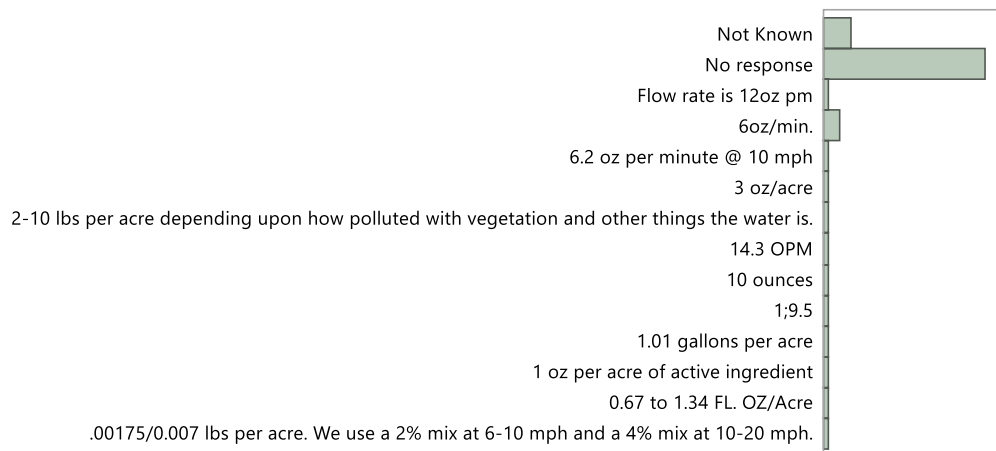 Not Known
No response
Flow rate is 12oz pm
6oz/min.
6.2 oz per minute @ 10 mph
3 oz/acre
2-10 lbs per acre depending upon how polluted with vegetation and other things the water is.
14.3 OPM
10 ounces
1;9.5
1.01 gallons per acre
1 oz per acre of active ingredient
0.67 to 1.34 FL. OZ/Acre
.00175/0.007 lbs per acre. We use a 2% mix at 6-10 mph and a 4% mix at 10-20 mph.